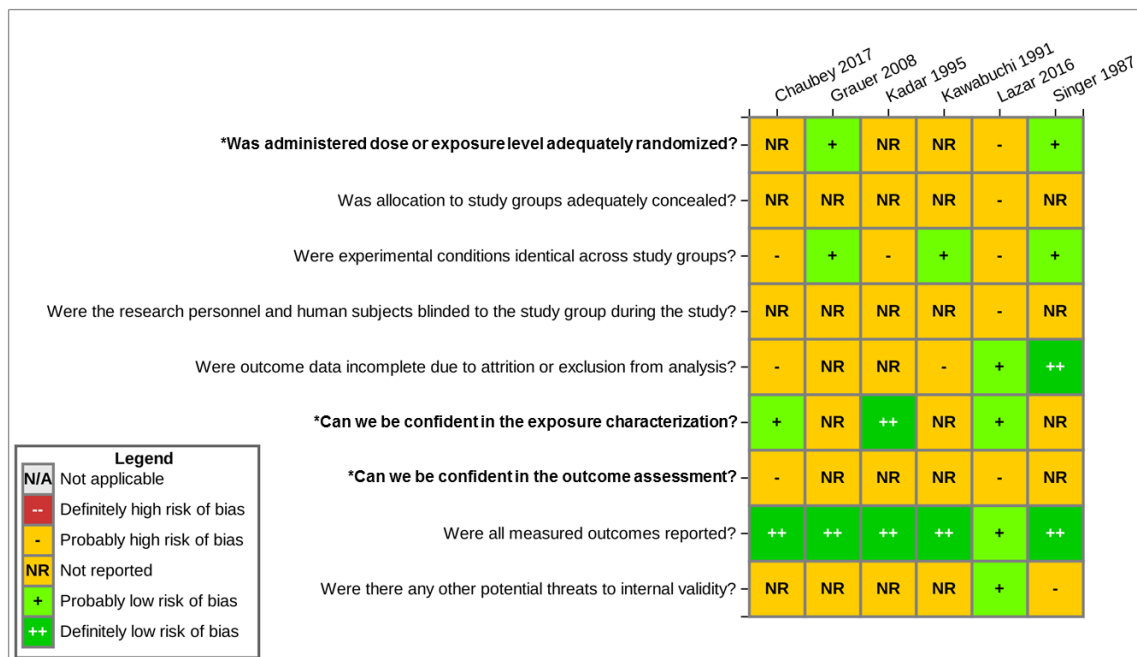 Chaubey 2017
Grauer 2008
Kadar 1995
Kawabuchi 1991
Lazar 2016
Singer 1987
*Was administered dose or exposure level adequately randomized? NR + NR NR - +
Was allocation to study groups adequately concealed? NR NR NR NR - NR
Were experimental conditions identical across study groups? - + - + - +
Were the research personnel and human subjects blinded to the study group during the study? NR NR NR NR - NR
Were outcome data incomplete due to attrition or exclusion from analysis? - NR NR - + ++
*Can we be confident in the exposure characterization? + NR ++ NR + NR
*Can we be confident in the outcome assessment? - NR NR NR - NR
Were all measured outcomes reported? ++ ++ ++ ++ + ++
Were there any other potential threats to internal validity? NR NR NR NR + -
Legend
N/A Not applicable
-- Definitely high risk of bias
- Probably high risk of bias
NR Not reported
+ Probably low risk of bias
++ Definitely low risk of bias